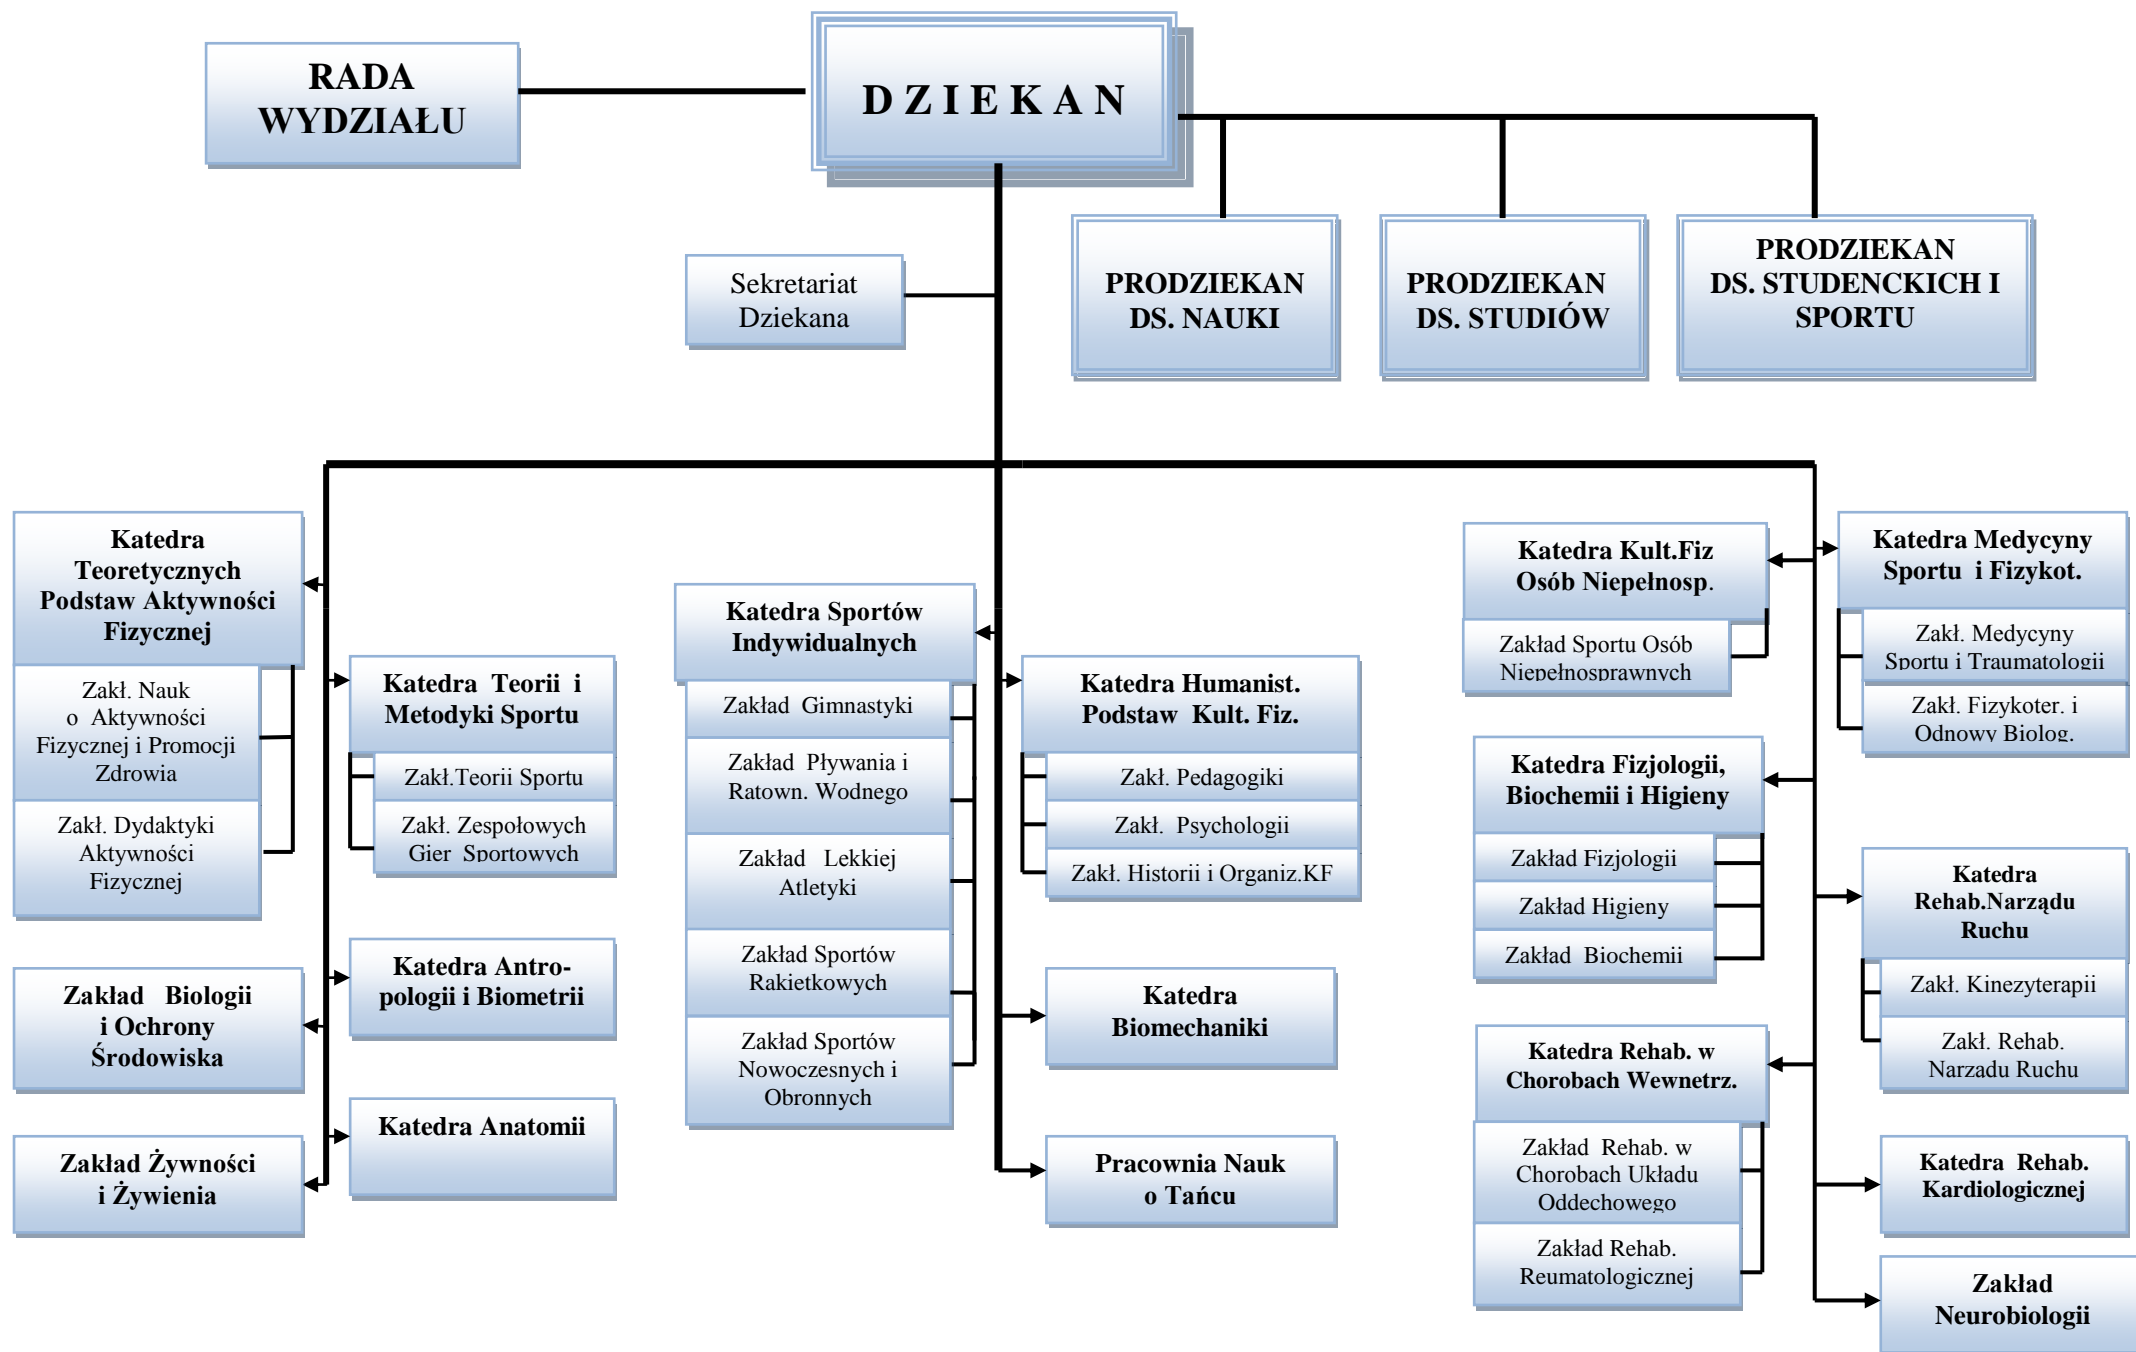 RADA
WYDZIAŁU
D Z I E K A N
Sekretariat
Dziekana
PRODZIEKAN
DS. NAUKI
PRODZIEKAN
DS. STUDIÓW
PRODZIEKAN
DS. STUDENCKICH I
SPORTU
Katedra
Teoretycznych
Podstaw Aktywności
Fizycznej
Zakł. Nauk
o Aktywności
Fizycznej i Promocji
Zdrowia
Zakł. Dydaktyki
Aktywności
Fizycznej
Zakład Biologii
i Ochrony
Środowiska
Zakład Żywności
i Żywienia
Katedra Teorii i
Metodyki Sportu
Zakł.Teorii Sportu
Zakł. Zespołowych
Gier Sportowych
Katedra Antro-
pologii i Biometrii
Katedra Anatomii
Katedra Sportów
Indywidualnych
Zakład Gimnastyki
Zakład Pływania i
Ratown. Wodnego
Zakład Lekkiej
Atletyki
Zakład Sportów
Rakietkowych
Zakład Sportów
Nowoczesnych i
Obronnych
Katedra Humanist.
Podstaw Kult. Fiz.
Zakł. Pedagogiki
Zakł. Psychologii
Zakł. Historii i Organiz.KF
Katedra
Biomechaniki
Pracownia Nauk
o Tańcu
Katedra Kult.Fiz
Osób Niepełnosp.
Zakład Sportu Osób
Niepełnosprawnych
Katedra Fizjologii,
Biochemii i Higieny
Zakład Fizjologii
Zakład Higieny
Zakład Biochemii
Katedra Rehab. w
Chorobach Wewnetrz.
Zakład Rehab. w
Chorobach Układu
Oddechowego
Zakład Rehab.
Reumatologicznej
Katedra Medycyny
Sportu i Fizykot.
Zakł. Medycyny
Sportu i Traumatologii
Zakł. Fizykoter. i
Odnowy Biolog.
Katedra
Rehab.Narządu
Ruchu
Zakł. Kinezyterapii
Zakł. Rehab.
Narzadu Ruchu
Katedra Rehab.
Kardiologicznej
Zakład
Neurobiologii